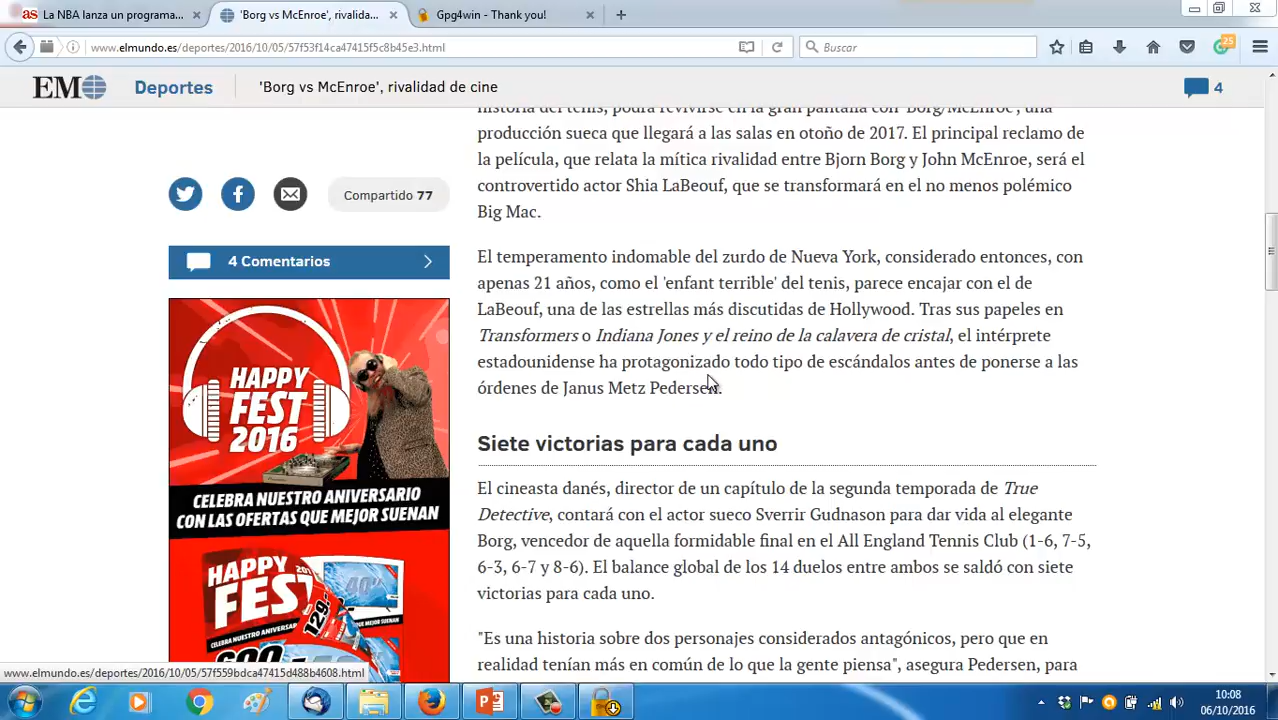 as La NBA lanza un programa...
'Borg vs McEnroe', rivalida...
Gpg4win - Thank you!
www.elmundo.es/deportes/2016/10/05/57f53f14ca47415f5c8b45e3.html
Buscar
25
EM Deportes 'Borg vs McEnroe', rivalidad de cine 4
historia del tenis, podrá revivirse en la gran pantalla con 'Borg/McEnroe', una
producción sueca que llegará a las salas en otoño de 2017. El principal reclamo de
la película, que relata la mítica rivalidad entre Bjorn Borg y John McEnroe, será el
controvertido actor Shia LaBeouf, que se transformará en el no menos polémico
Big Mac.
Compartido 77
4 Comentarios
El temperamento indomable del zurdo de Nueva York, considerado entonces, con
apenas 21 años, como el 'enfant terrible' del tenis, parece encajar con el de
LaBeouf, una de las estrellas más discutidas de Hollywood. Tras sus papeles en
Transformers o Indiana Jones y el reino de la calavera de cristal, el intérprete
estadounidense ha protagonizado todo tipo de escándalos antes de ponerse a las
órdenes de Janus Metz Pedersen.
Siete victorias para cada uno
El cineasta danés, director de un capítulo de la segunda temporada de True
Detective, contará con el actor sueco Sverrir Gudnason para dar vida al elegante
Borg, vencedor de aquella formidable final en el All England Tennis Club (1-6, 7-5,
6-3, 6-7 y 8-6). El balance global de los 14 duelos entre ambos se saldó con siete
victorias para cada uno.
"Es una historia sobre dos personajes considerados antagónicos, pero que en
realidad tenían más en común de lo que la gente piensa", asegura Pedersen, para
HAPPY
FEST
2016
CELEBRA NUESTRO ANIVERSARIO
CON LAS OFERTAS QUE MEJOR SUENAN
HAPPY
FEST
40"
129.-
QUE MEJOR SUENAN
www.elmundo.es/deportes/2016/10/05/57f559bdca47415d488b4608.html
10:08
06/10/2016